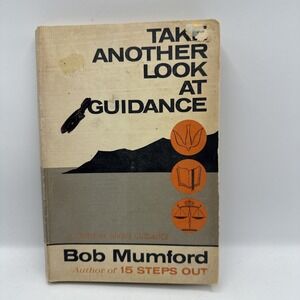 TAKE
ANOTHER
LOOK
AT
GUIDANCE
Bob Mumford
Author of 15 STEPS OUT